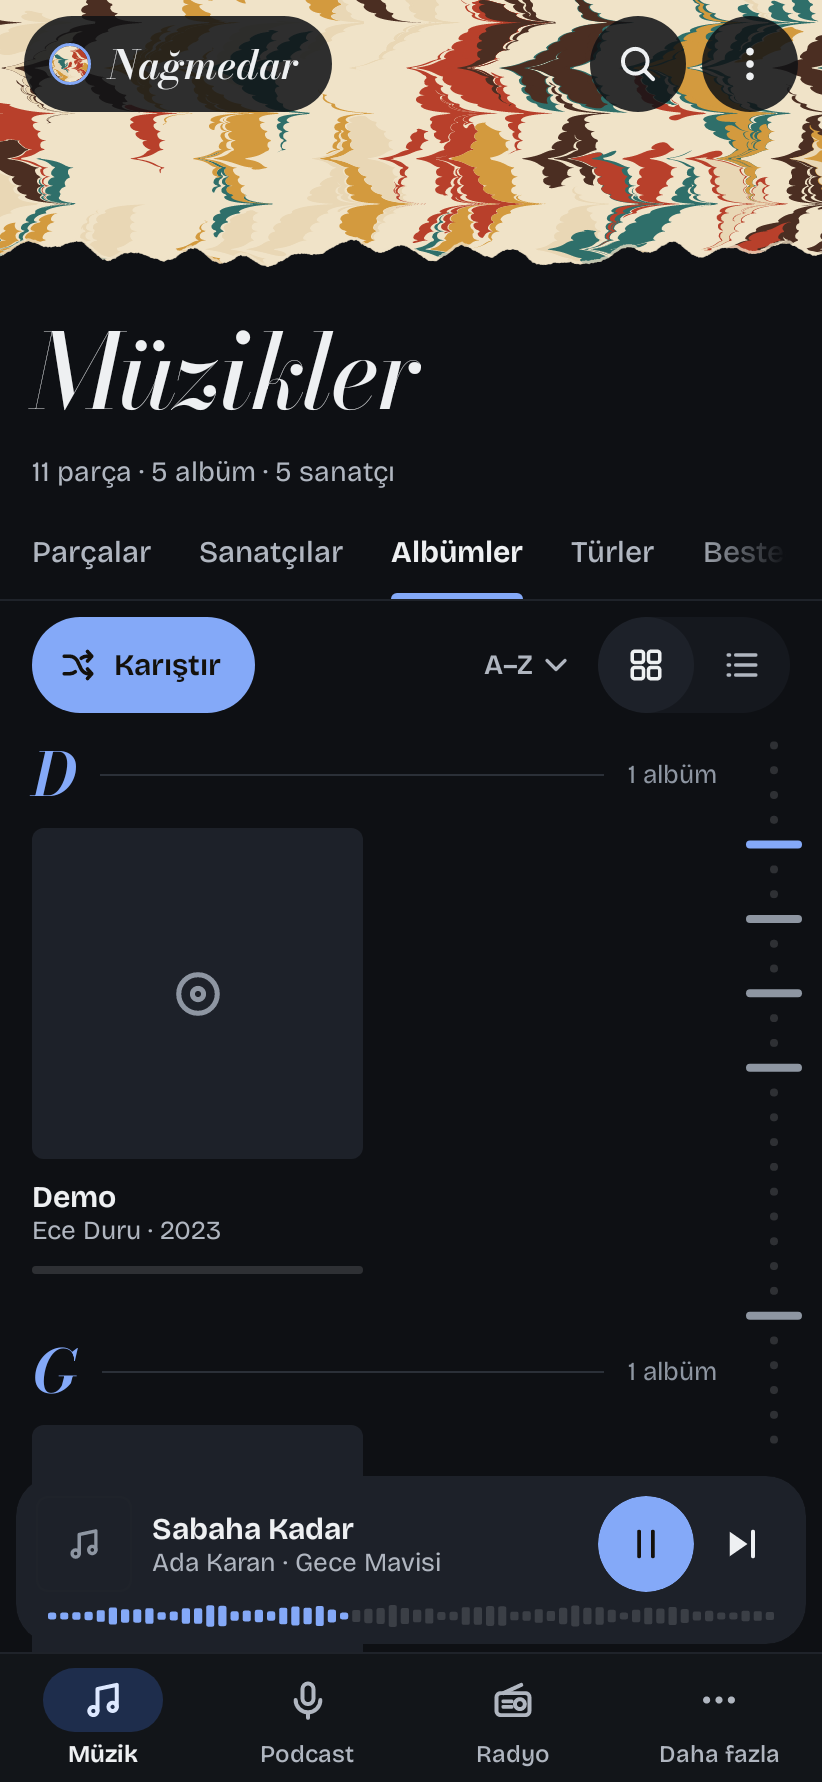 Nağmedar
Müzikler
11 parça · 5 albüm · 5 sanatçı
Parçalar Sanatçılar Albümler Türler Beste
Karıştır A–Z
D 1 albüm
Demo
Ece Duru · 2023
G 1 albüm
Sabaha Kadar
Ada Karan · Gece Mavisi
Müzik Podcast Radyo Daha fazla